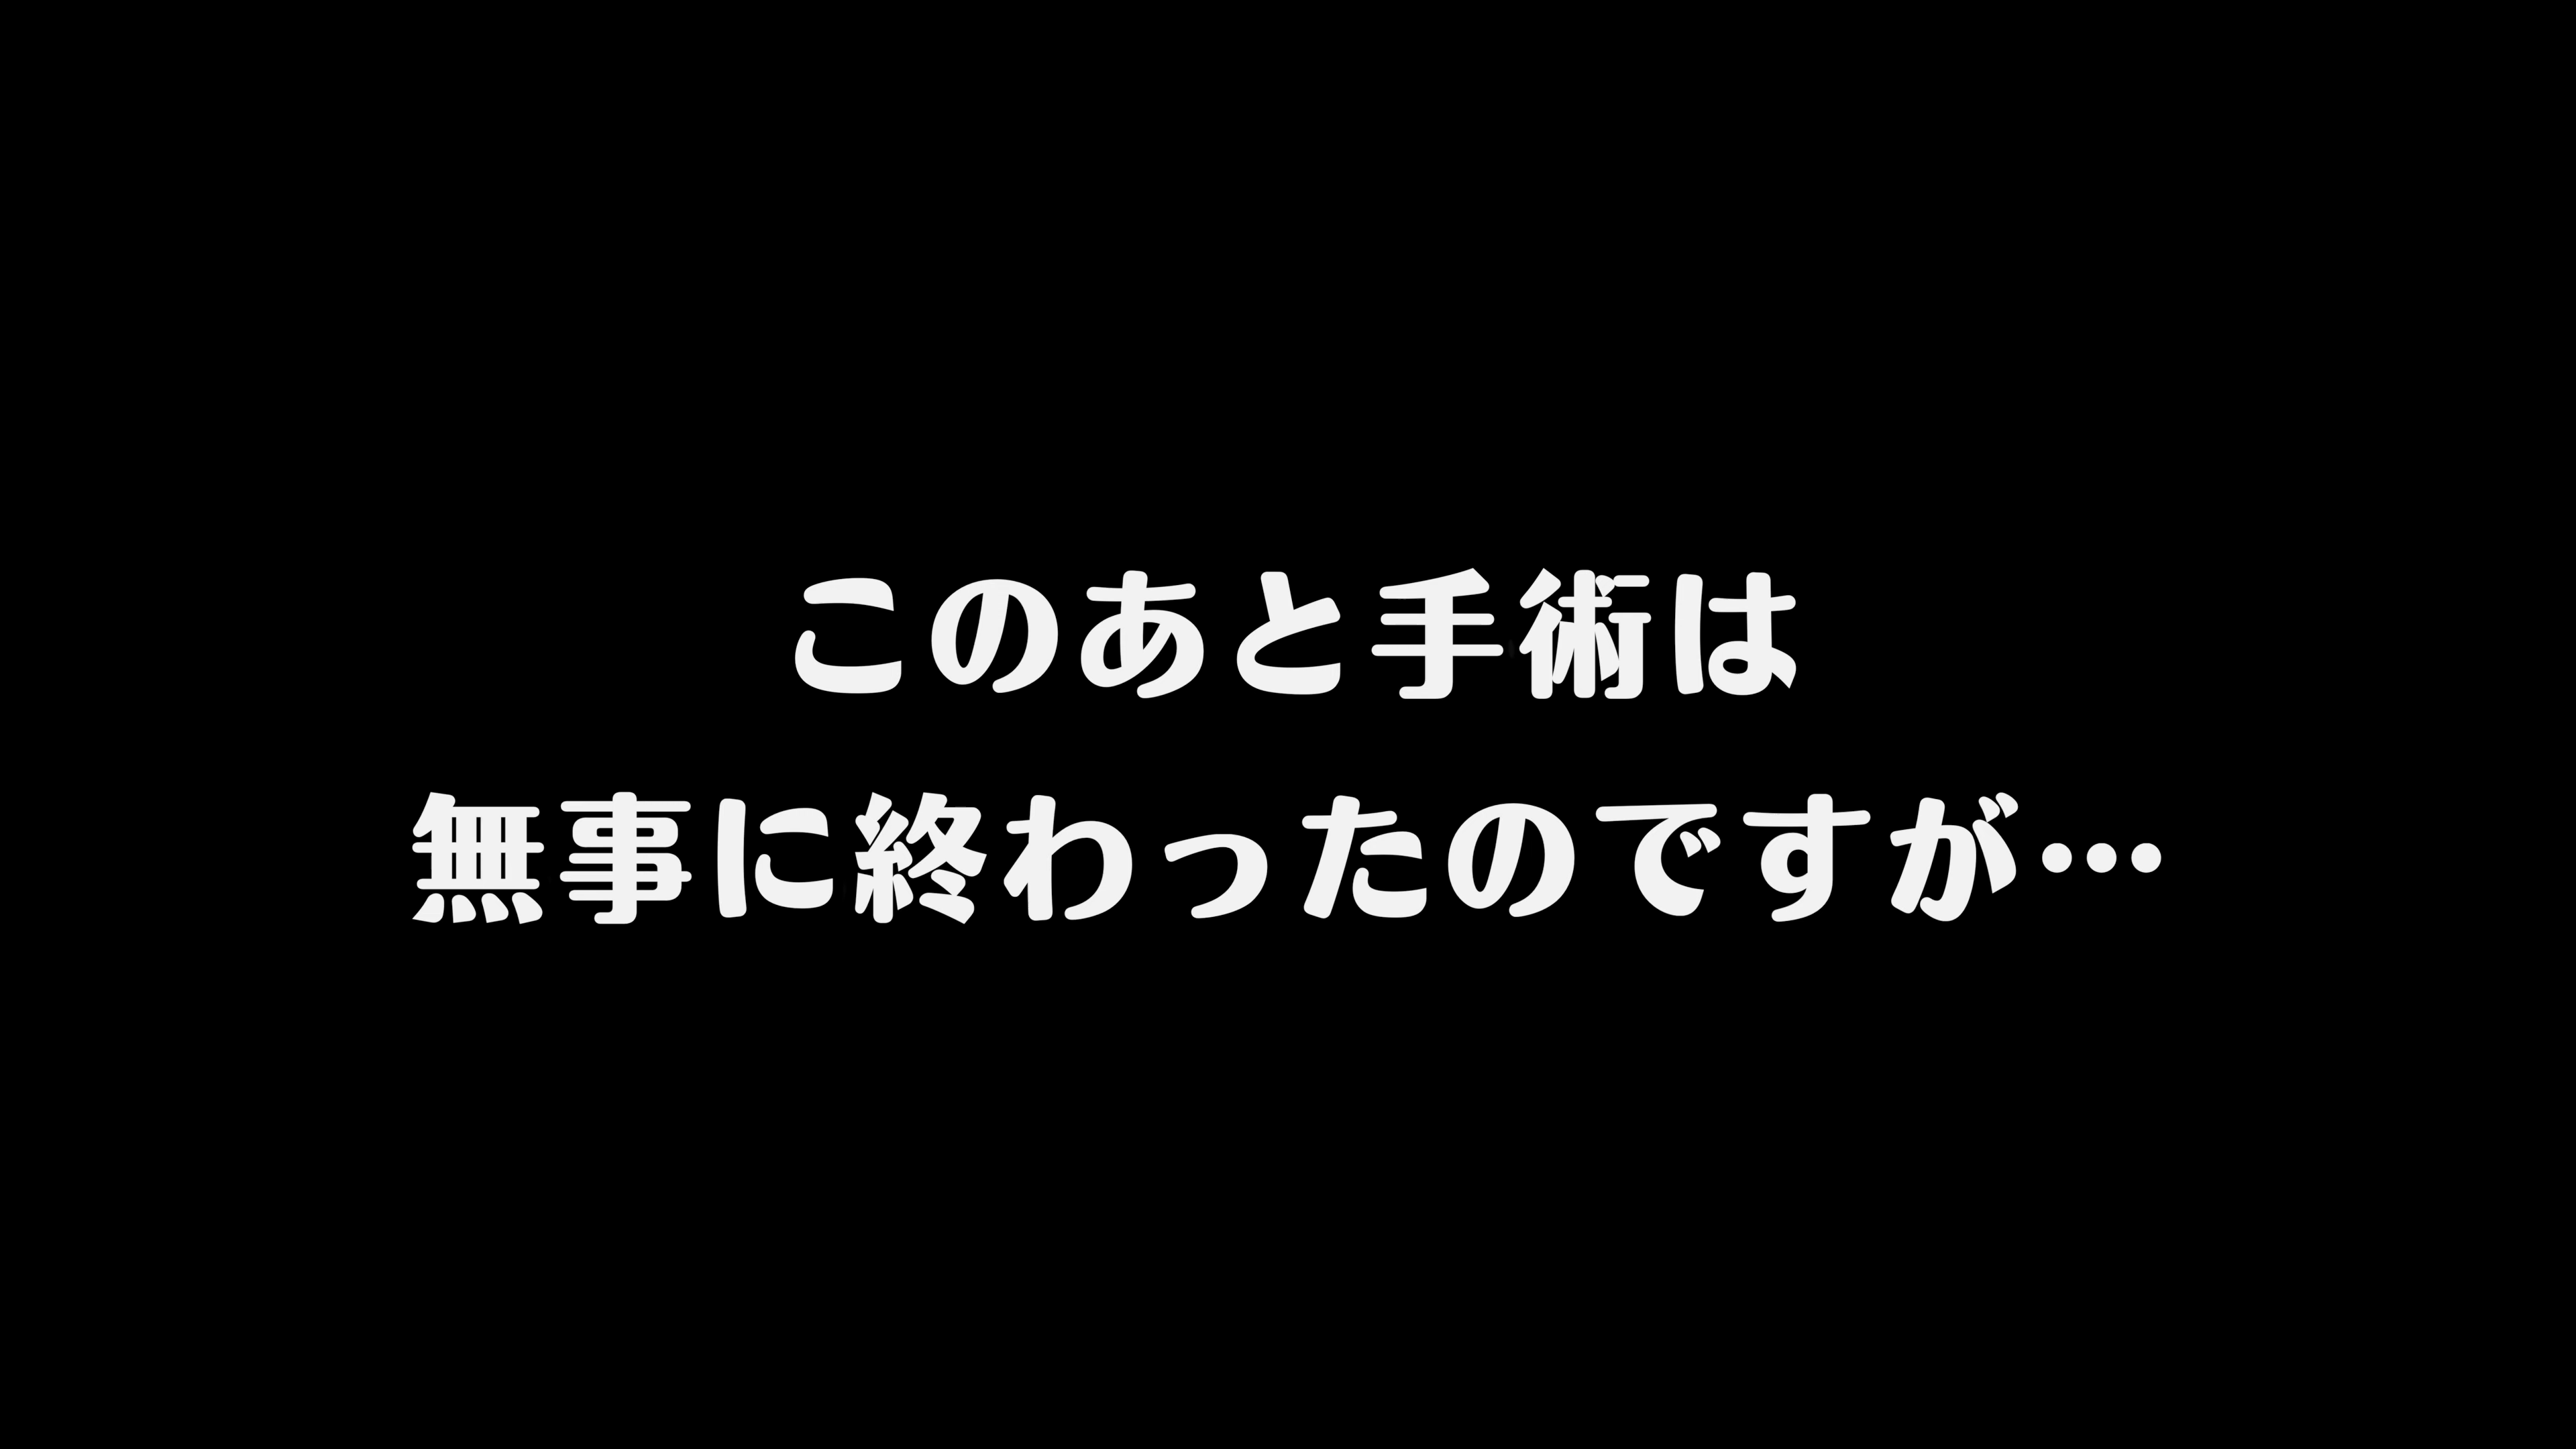 このあと手術は
無事に終わったのですが…